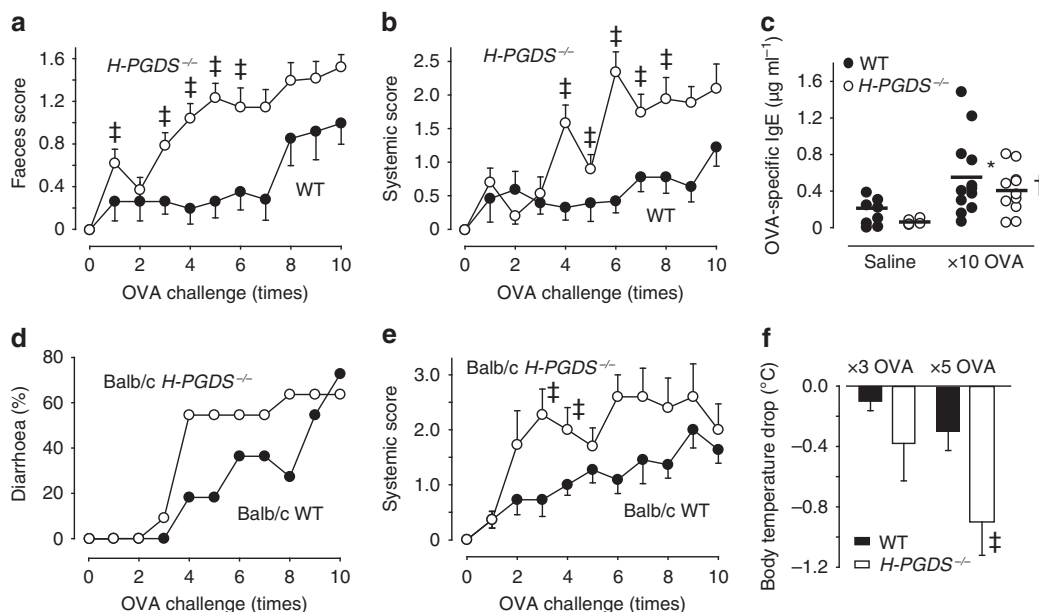 a
Faeces score
1.6
1.2
0.8
0.4
0
H-PGDS−/−
‡
‡
‡
‡
‡
WT
0 2 4 6 8 10
OVA challenge (times)
b
Systemic score
2.5
2.0
1.5
1.0
0.5
0
H-PGDS−/−
‡
‡
‡
‡
‡
WT
0 2 4 6 8 10
OVA challenge (times)
c
OVA-specific IgE (µg ml−1)
WT
H-PGDS−/−
1.6
1.2
0.8
0.4
0
*
†
Saline ×10 OVA
d
Diarrhoea (%)
80
60
40
20
0
Balb/c H-PGDS−/−
Balb/c WT
0 2 4 6 8 10
OVA challenge (times)
e
Systemic score
3.0
2.0
1.0
0
Balb/c H-PGDS−/−
‡
‡
Balb/c WT
0 2 4 6 8 10
OVA challenge (times)
f
Body temperature drop (°C)
×3 OVA ×5 OVA
0.0
−0.4
−0.8
−1.2
WT
H-PGDS−/−
‡